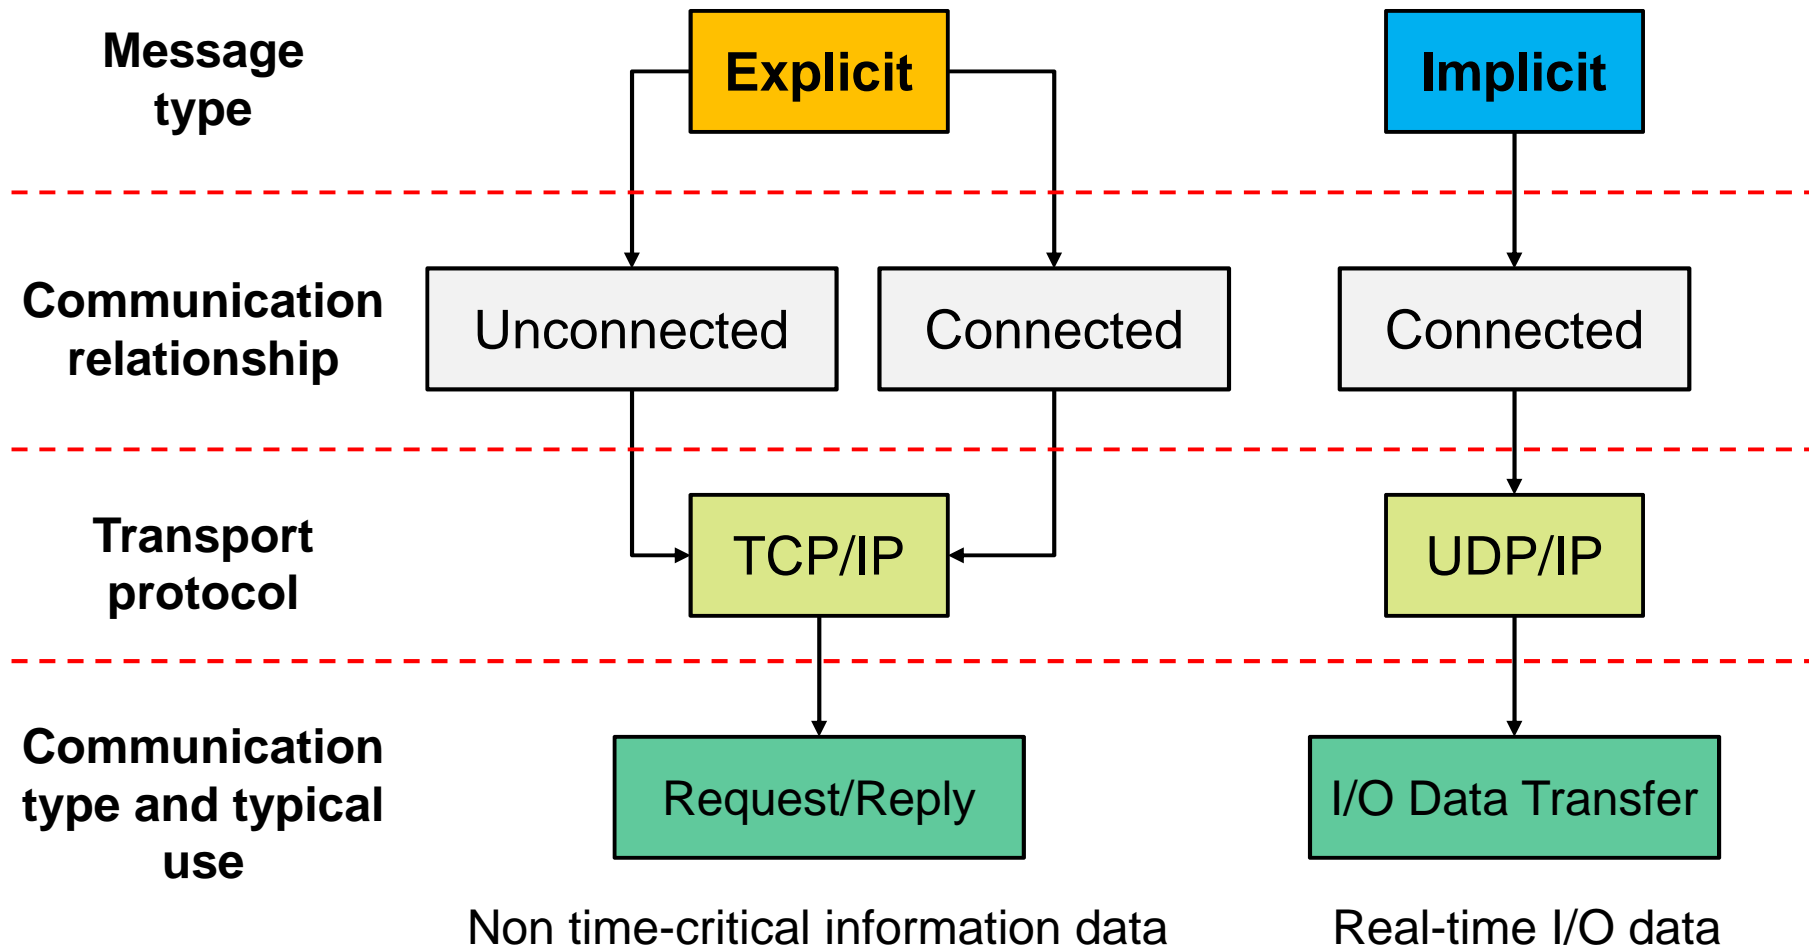 Message
type
Explicit
Implicit
Communication
relationship
Unconnected
Connected
Connected
Transport
protocol
TCP/IP
UDP/IP
Communication
type and typical
use
Request/Reply
I/O Data Transfer
Non time-critical information data
Real-time I/O data